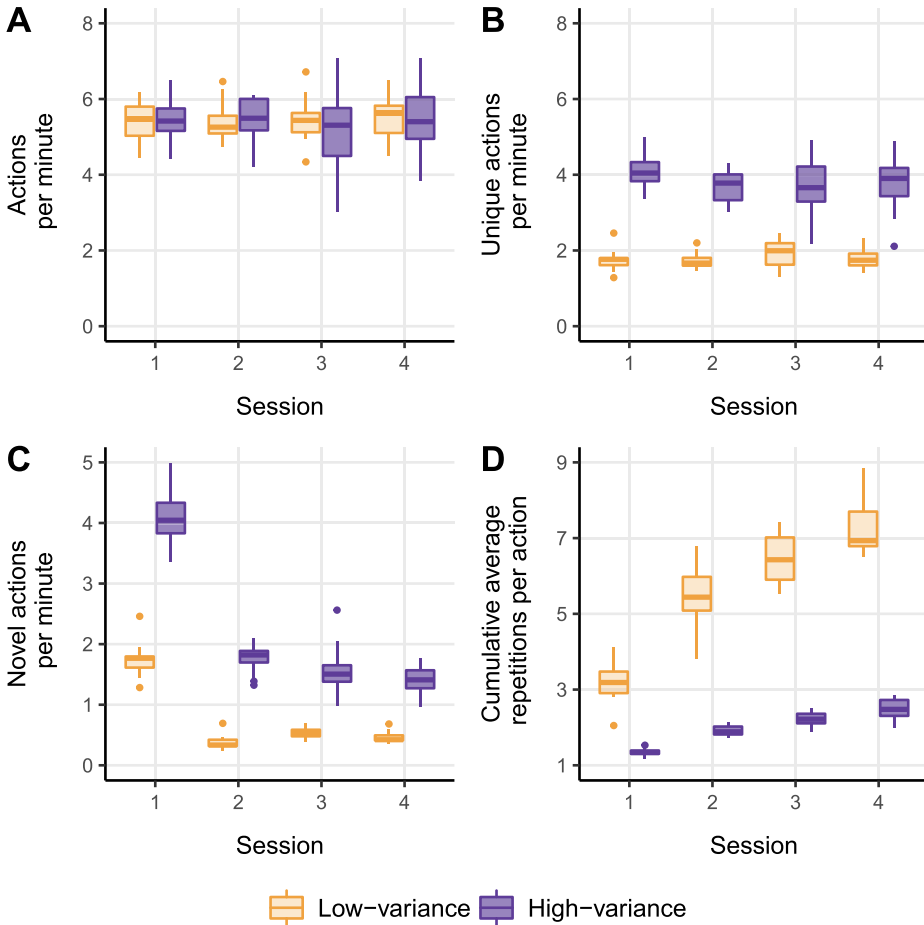 A
Actions
per minute
8
6
4
2
0
1 2 3 4
Session
B
Unique actions
per minute
8
6
4
2
0
1 2 3 4
Session
C
Novel actions
per minute
5
4
3
2
1
0
1 2 3 4
Session
D
Cumulative average
repetitions per action
9
7
5
3
1
1 2 3 4
Session
Low−variance High−variance